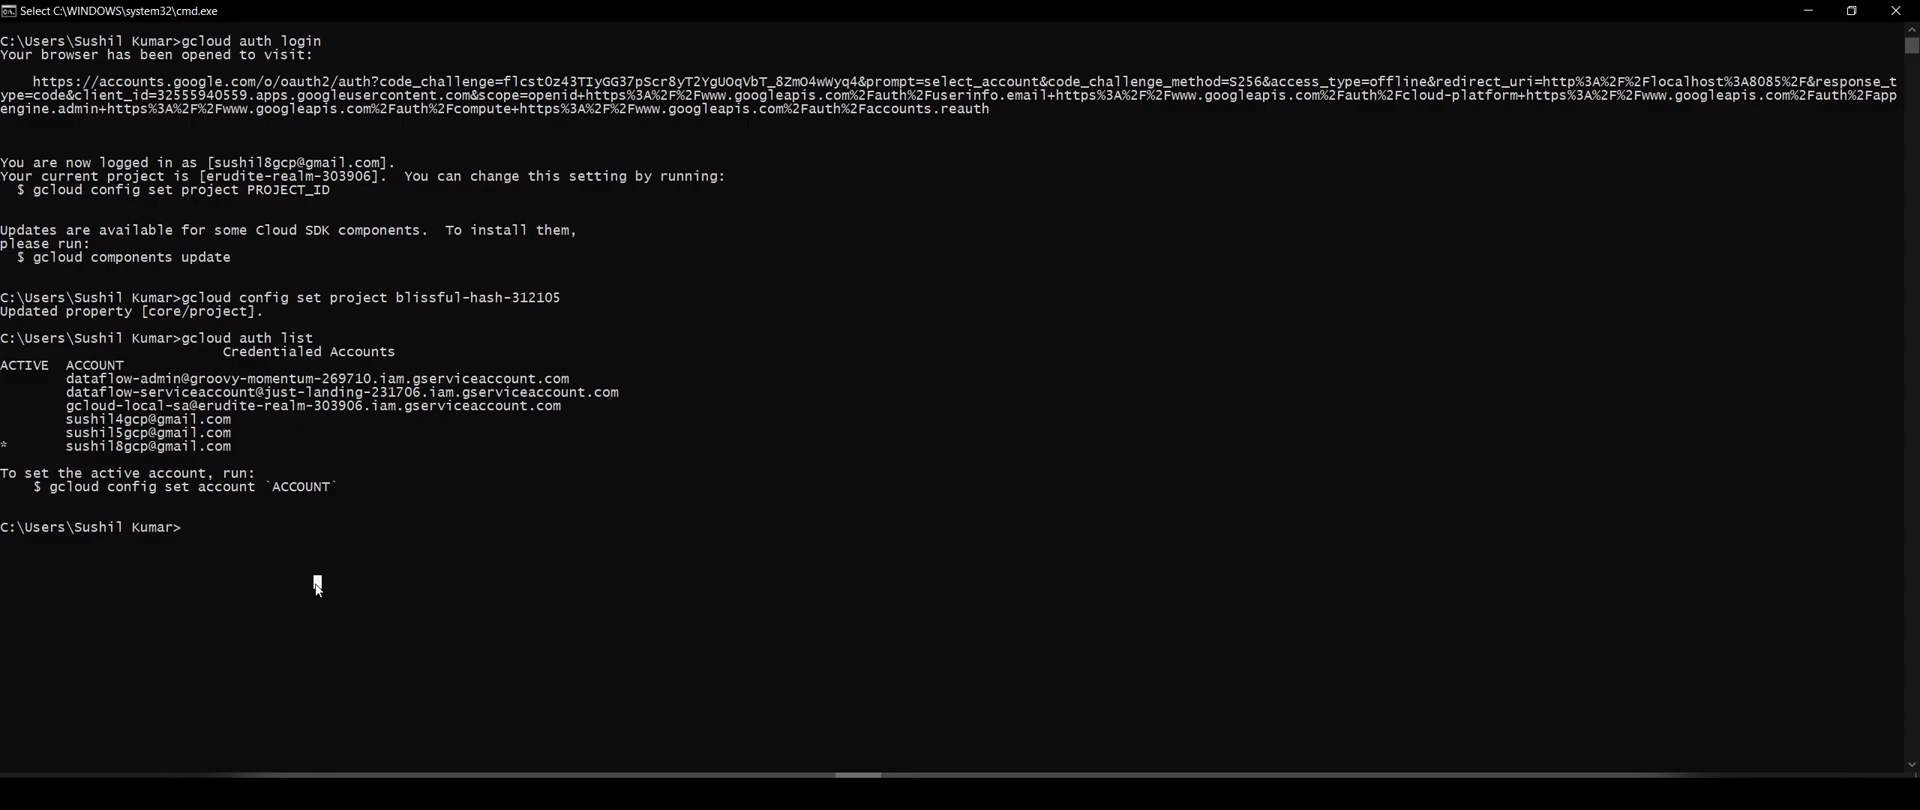 Select C:\WINDOWS\system32\cmd.exe
C:\Users\Sushil Kumar>gcloud auth login
Your browser has been opened to visit:
https://accounts.google.com/o/oauth2/auth?code_challenge=flcstOz43TIyGG37pScr8yT2YgUOqVbT_8ZmO4wWyq4&prompt=select_account&code_challenge_method=S256&access_type=offline&redirect_uri=http%3A%2F%2Flocalhost%3A8085%2F&response_t
ype=code&client_id=32555940559.apps.googleusercontent.com&scope=openid+https%3A%2F%2Fwww.googleapis.com%2Fauth%2Fuserinfo.email+https%3A%2F%2Fwww.googleapis.com%2Fauth%2Fcloud-platform+https%3A%2F%2Fwww.googleapis.com%2Fauth%2Fapp
engine.admin+https%3A%2F%2Fwww.googleapis.com%2Fauth%2Fcompute+https%3A%2F%2Fwww.googleapis.com%2Fauth%2Faccounts.reauth
You are now logged in as [sushil8gcp@gmail.com].
Your current project is [erudite-realm-303906].  You can change this setting by running:
$ gcloud config set project PROJECT_ID
Updates are available for some Cloud SDK components.  To install them,
please run:
$ gcloud components update
C:\Users\Sushil Kumar>gcloud config set project blissful-hash-312105
Updated property [core/project].
C:\Users\Sushil Kumar>gcloud auth list
Credentialed Accounts
ACTIVE  ACCOUNT
dataflow-admin@groovy-momentum-269710.iam.gserviceaccount.com
dataflow-serviceaccount@just-landing-231706.iam.gserviceaccount.com
gcloud-local-sa@erudite-realm-303906.iam.gserviceaccount.com
sushil4gcp@gmail.com
sushil5gcp@gmail.com
*       sushil8gcp@gmail.com
To set the active account, run:
$ gcloud config set account `ACCOUNT`
C:\Users\Sushil Kumar>